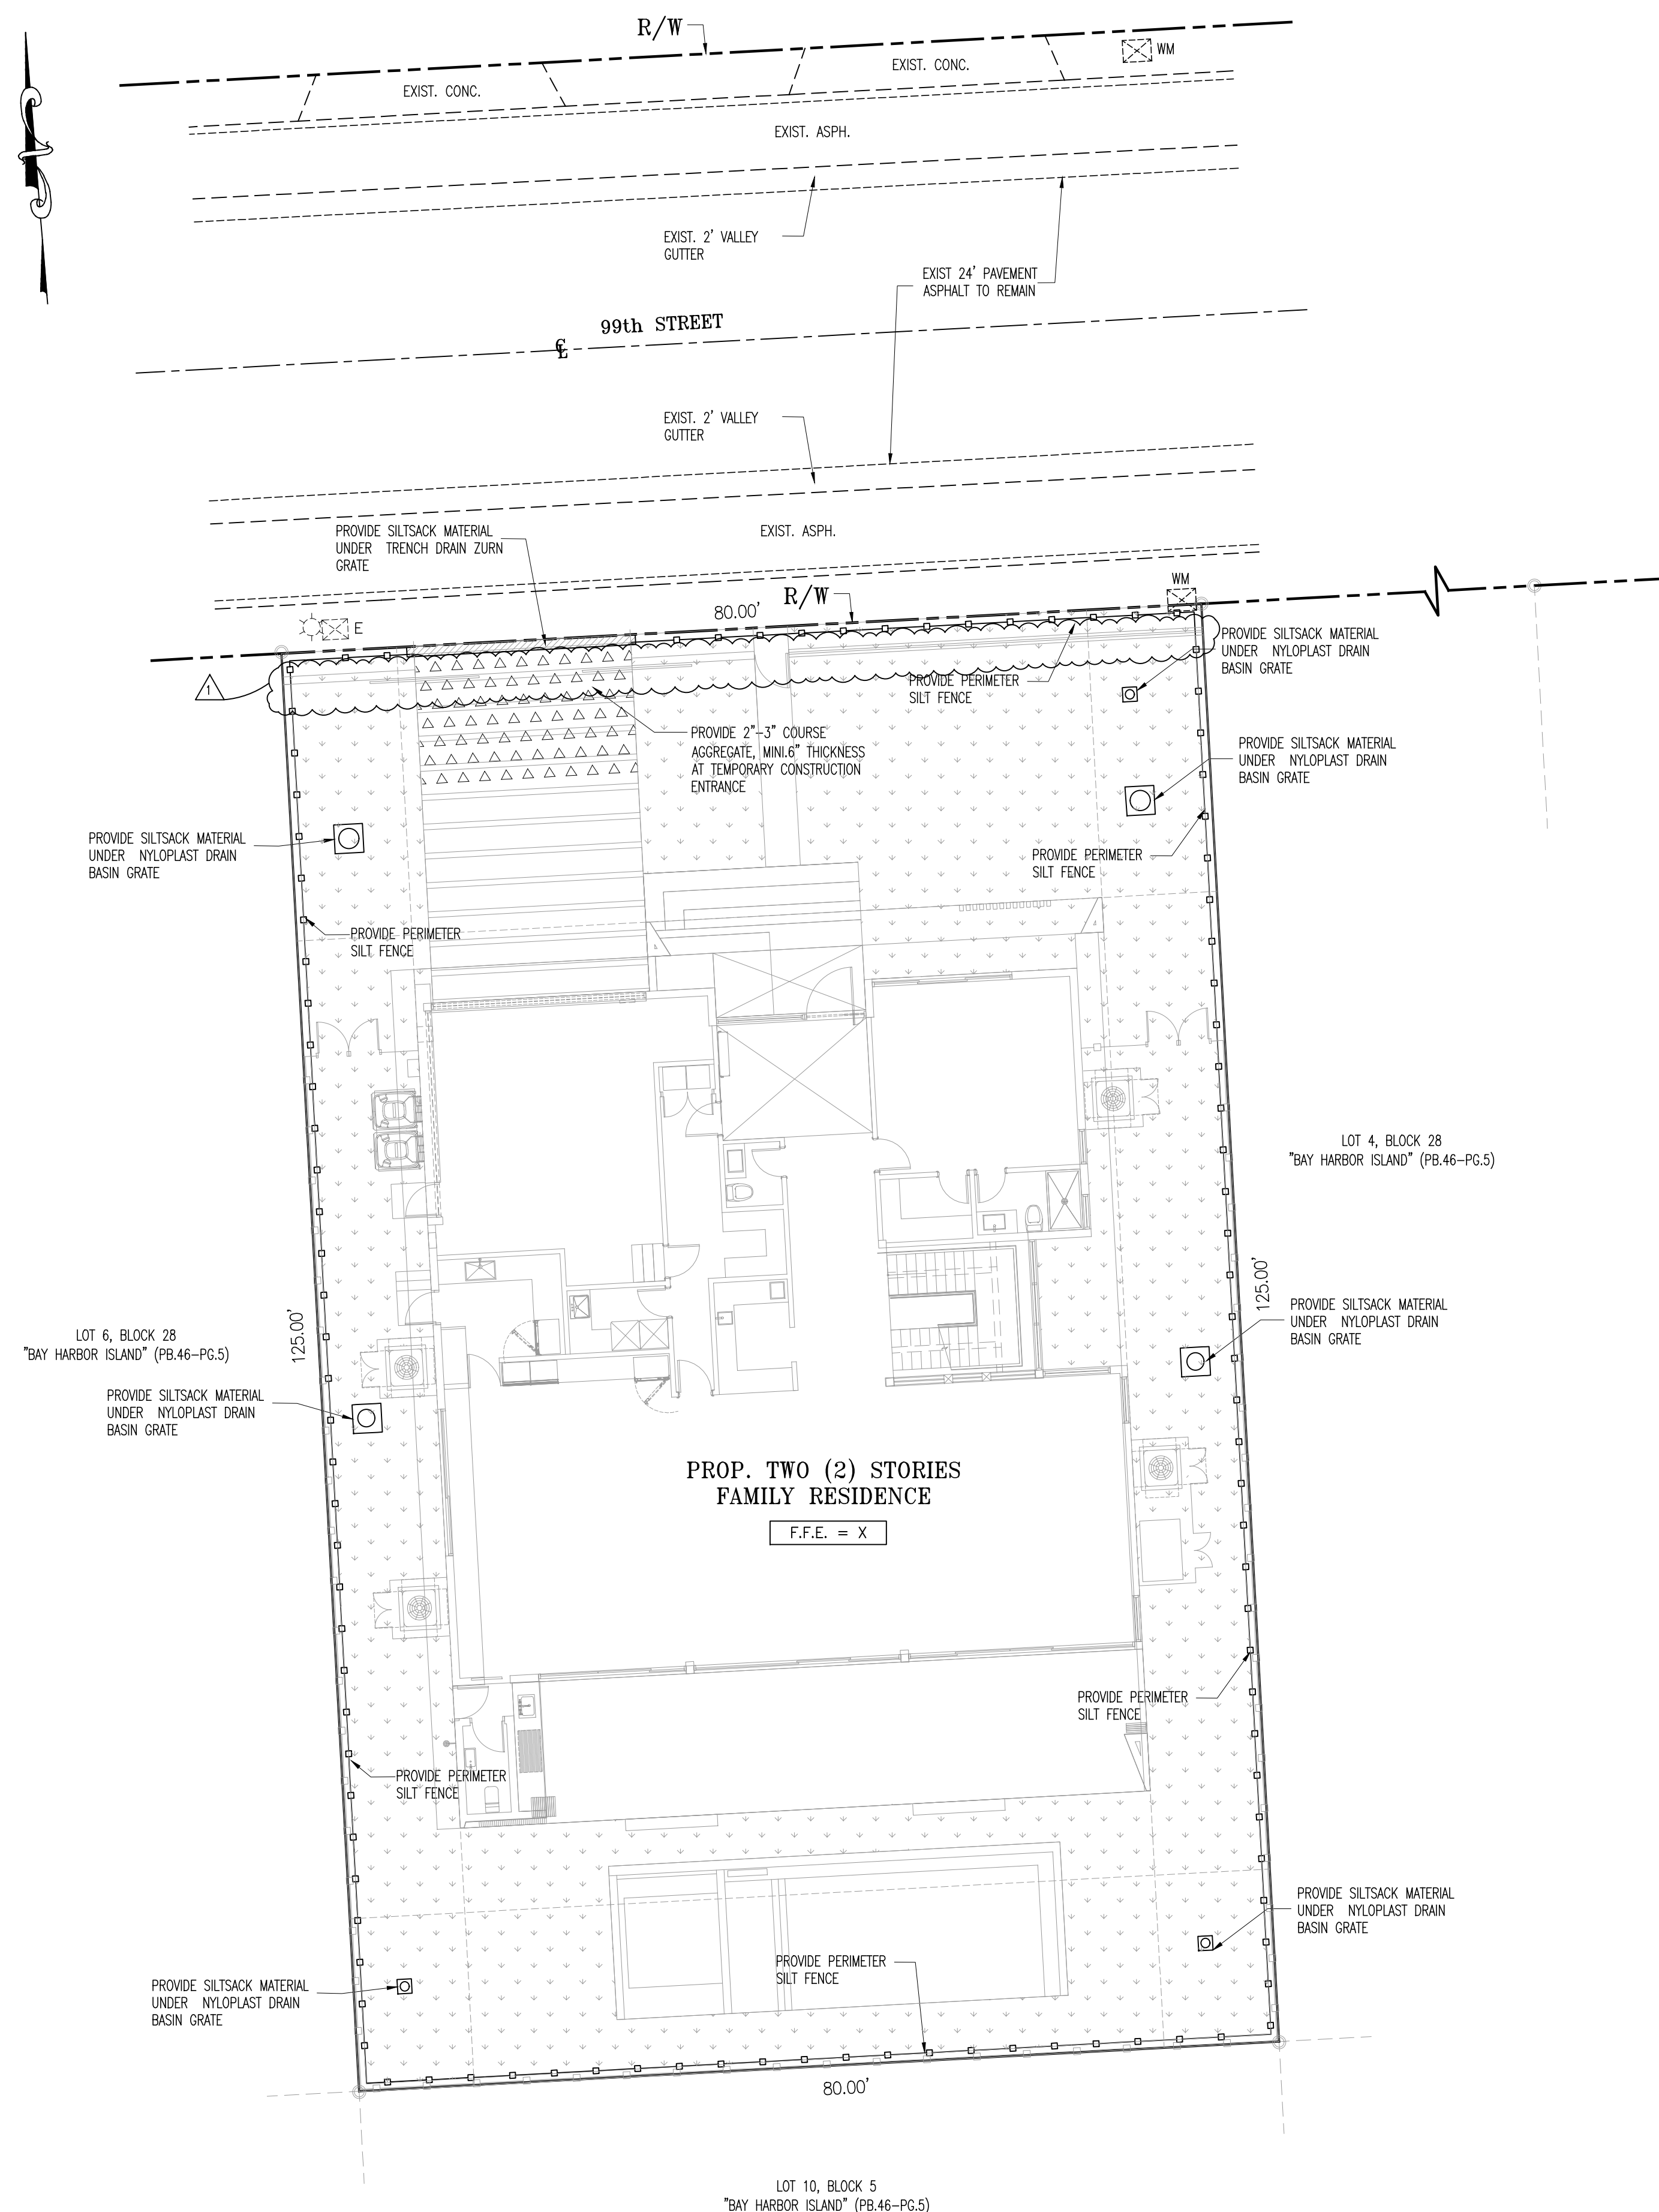 R/W
WM
EXIST. CONC.
EXIST. CONC.
EXIST. ASPH.
EXIST. 2' VALLEY
GUTTER
EXIST 24' PAVEMENT
ASPHALT TO REMAIN
99th STREET
℄
EXIST. 2' VALLEY
GUTTER
PROVIDE SILTSACK MATERIAL
UNDER TRENCH DRAIN ZURN
GRATE
EXIST. ASPH.
WM
R/W
80.00'
E
PROVIDE SILTSACK MATERIAL
UNDER NYLOPLAST DRAIN
BASIN GRATE
1
PROVIDE PERIMETER
SILT FENCE
PROVIDE 2"-3" COURSE
AGGREGATE, MINI.6" THICKNESS
AT TEMPORARY CONSTRUCTION
ENTRANCE
PROVIDE SILTSACK MATERIAL
UNDER NYLOPLAST DRAIN
BASIN GRATE
PROVIDE SILTSACK MATERIAL
UNDER NYLOPLAST DRAIN
BASIN GRATE
PROVIDE PERIMETER
SILT FENCE
PROVIDE PERIMETER
SILT FENCE
LOT 4, BLOCK 28
"BAY HARBOR ISLAND" (PB.46-PG.5)
125.00'
PROVIDE SILTSACK MATERIAL
UNDER NYLOPLAST DRAIN
BASIN GRATE
125.00'
LOT 6, BLOCK 28
"BAY HARBOR ISLAND" (PB.46-PG.5)
PROVIDE SILTSACK MATERIAL
UNDER NYLOPLAST DRAIN
BASIN GRATE
PROP. TWO (2) STORIES
FAMILY RESIDENCE
F.F.E. = X
PROVIDE PERIMETER
SILT FENCE
PROVIDE PERIMETER
SILT FENCE
PROVIDE SILTSACK MATERIAL
UNDER NYLOPLAST DRAIN
BASIN GRATE
PROVIDE PERIMETER
SILT FENCE
PROVIDE SILTSACK MATERIAL
UNDER NYLOPLAST DRAIN
BASIN GRATE
80.00'
LOT 10, BLOCK 5
"BAY HARBOR ISLAND" (PB.46-PG.5)